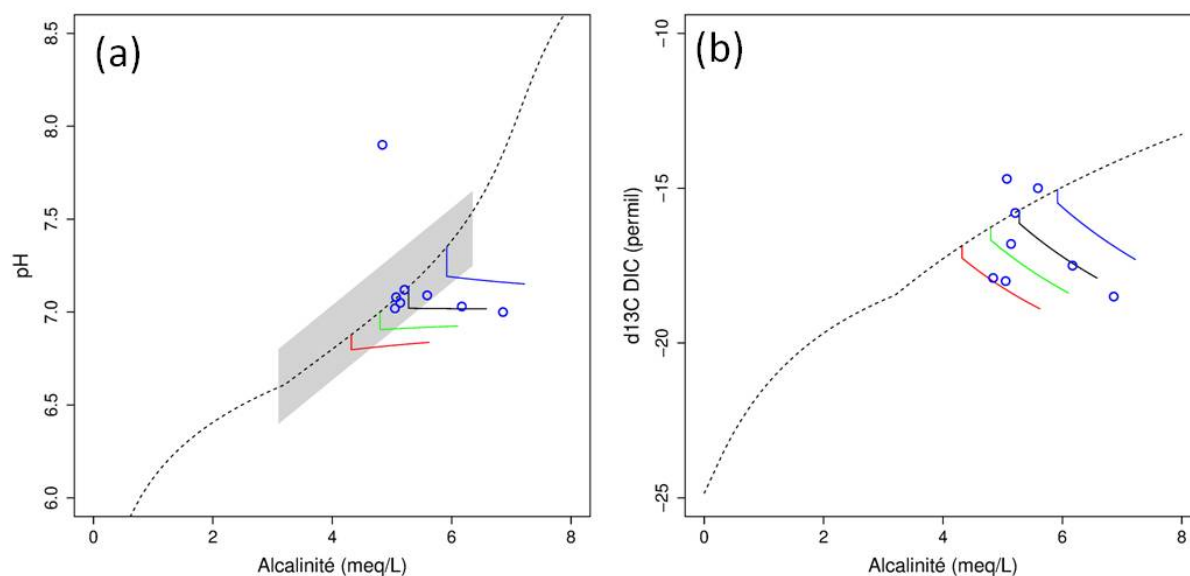 (a)
8.5
8.0
7.5
7.0
6.5
6.0
pH
0 2 4 6 8
Alcalinité (meq/L)
(b)
−10
−15
−20
−25
d13C DIC (permil)
0 2 4 6 8
Alcalinité (meq/L)